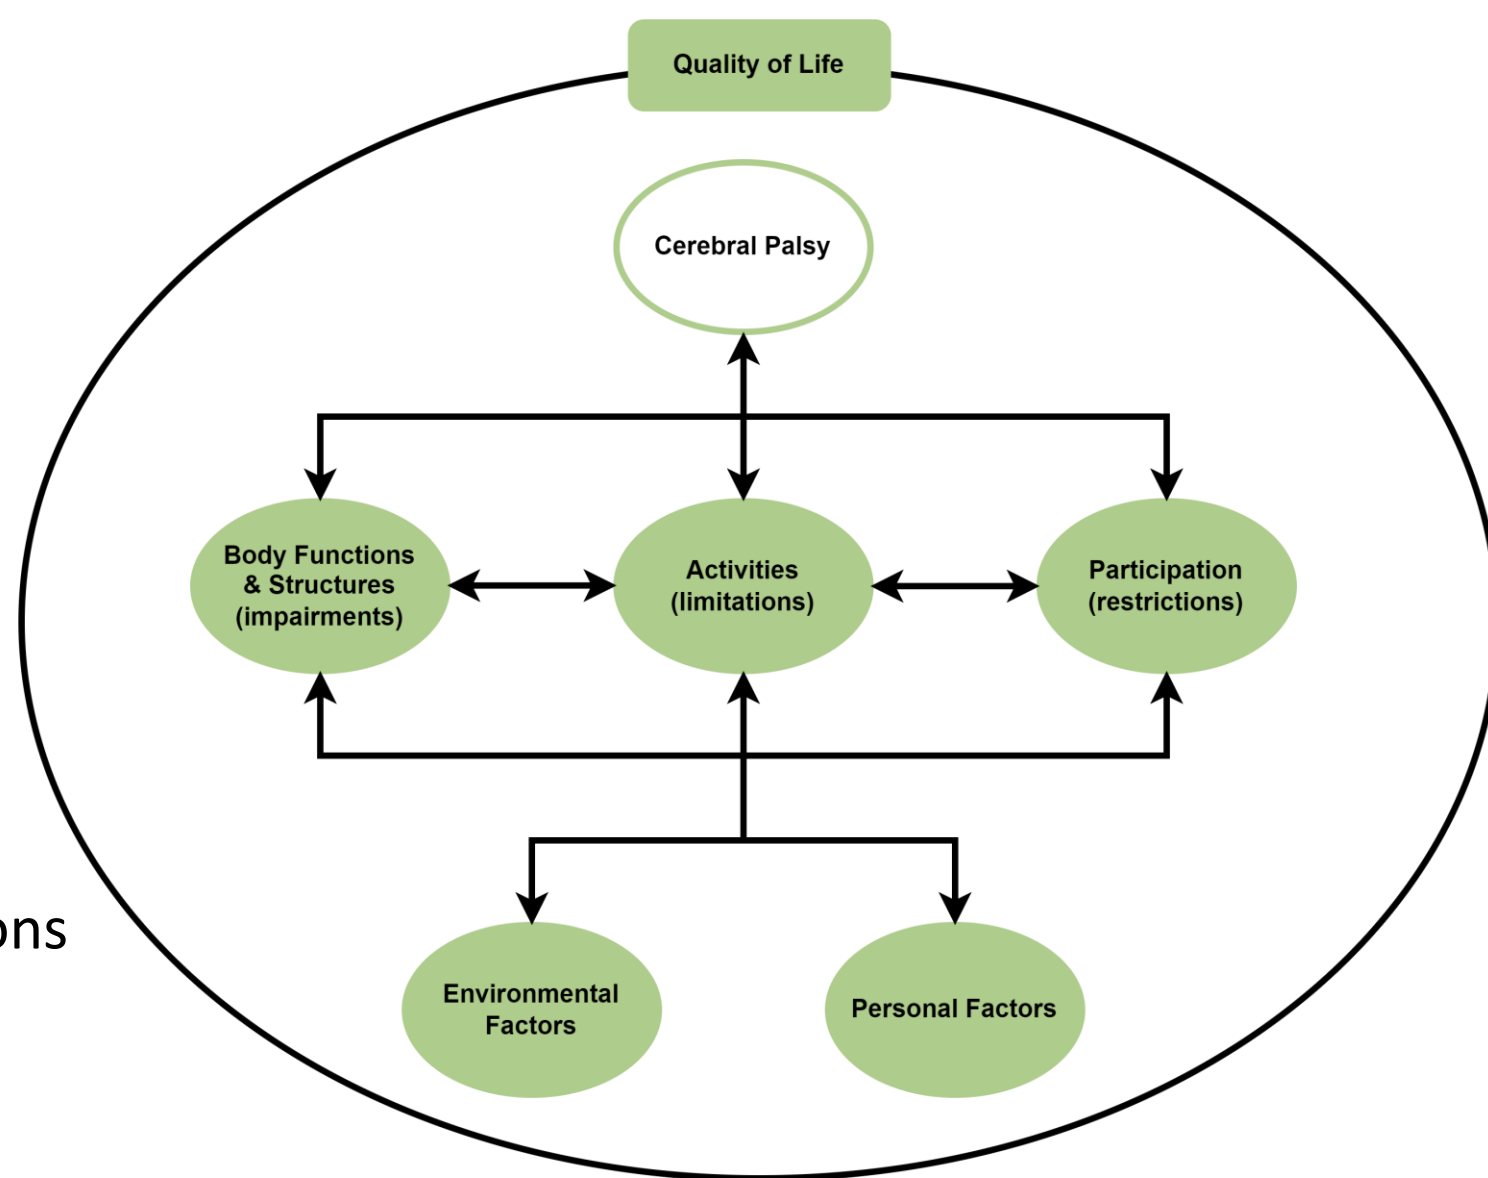 Quality of Life
Cerebral Palsy
Body Functions
& Structures
(impairments)
Activities
(limitations)
Participation
(restrictions)
ons
Environmental
Factors
Personal Factors